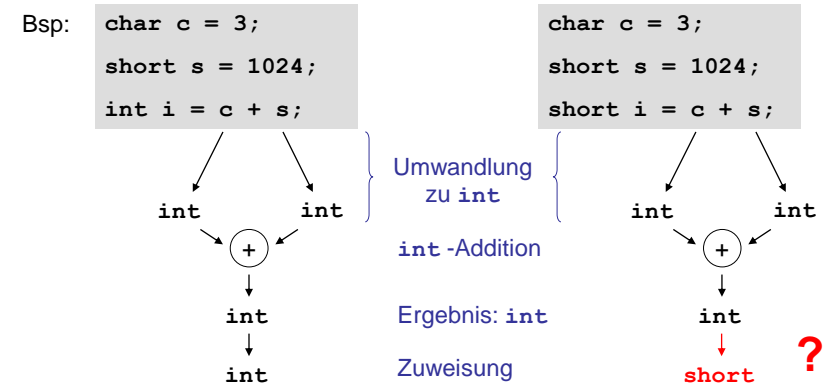 Bsp:
char c = 3;
short s = 1024;
int i = c + s;
char c = 3;
short s = 1024;
short i = c + s;
Umwandlung
zu int
int int
int int
+
int -Addition
+
int
Ergebnis: int
int
int
Zuweisung
short
?